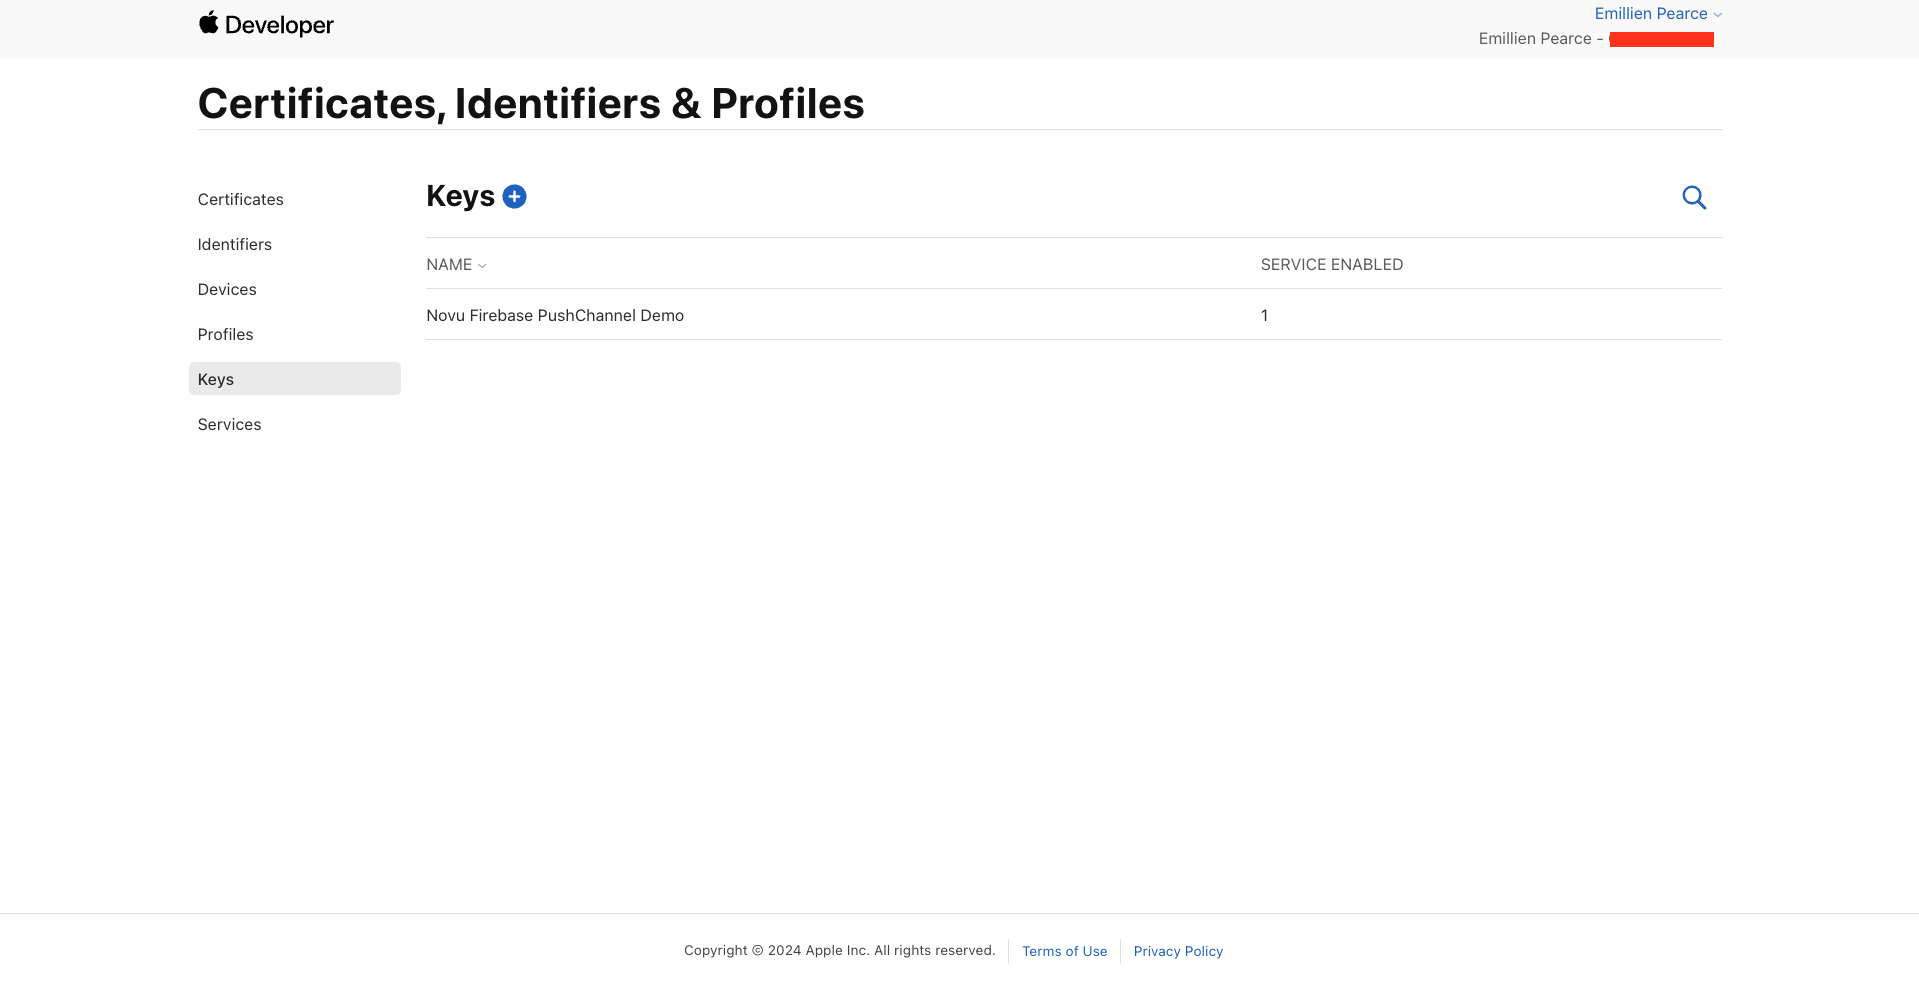 Developer
Emillien Pearce
Emillien Pearce -
Certificates, Identifiers & Profiles
Certificates
Identifiers
Devices
Profiles
Keys
Services
Keys
NAME
SERVICE ENABLED
Novu Firebase PushChannel Demo
1
Copyright © 2024 Apple Inc. All rights reserved.
Terms of Use
Privacy Policy